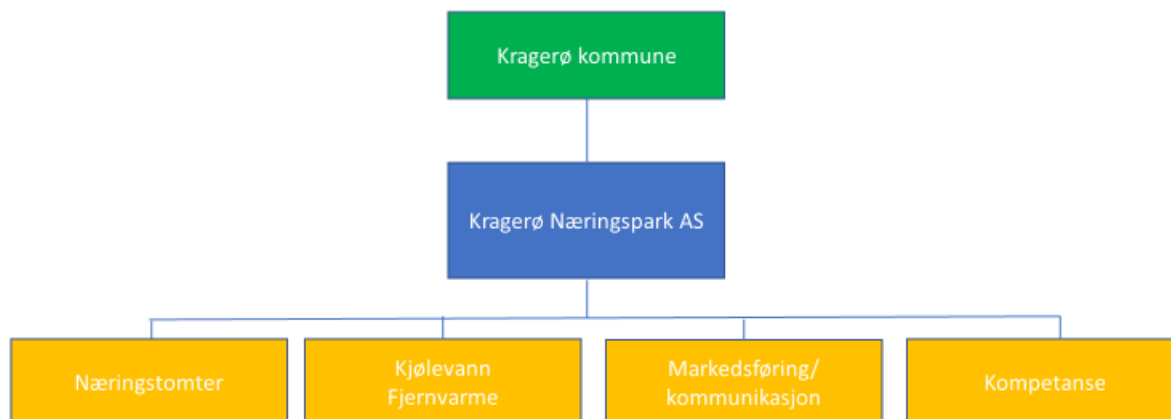 Kragerø kommune
Kragerø Næringspark AS
Næringstomter
Kjølevann
Fjernvarme
Markedsføring/
kommunikasjon
Kompetanse